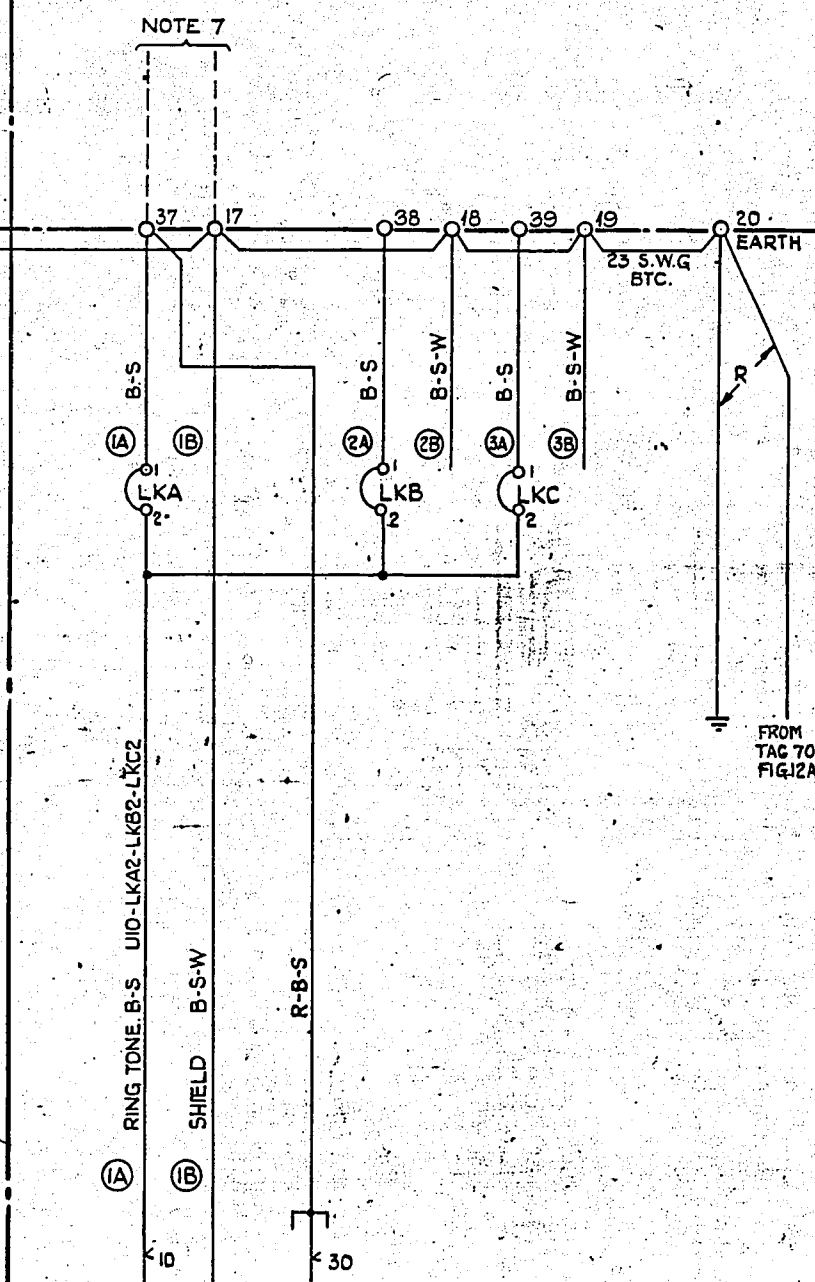 NOTE 7
37
17
38
18
39
19
20
EARTH
23 S.W.G
BTC.
B-S
B-S
B-S-W
B-S
B-S-W
R
1A
1B
2A
2B
3A
3B
1
LKA
2
1
LKB
2
1
LKC
2
FROM
TAG 70
FIG.12A
RING TONE. B-S U10-LKA2-LKB2-LKC2
SHIELD B-S-W
R-B-S
1A
1B
10
30